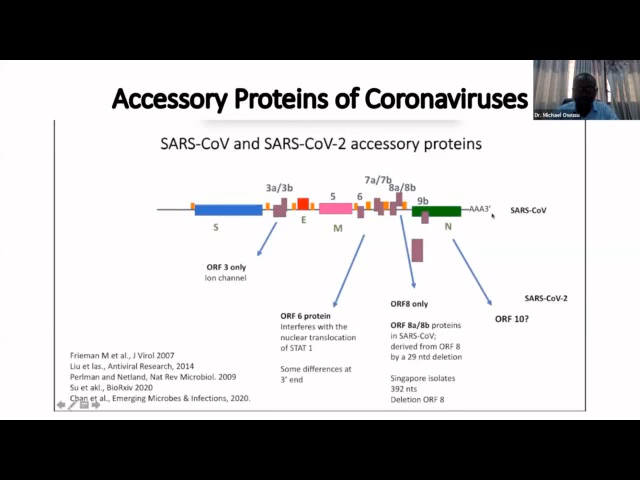 Accessory Proteins of Coronaviruses
Dr. Michael Owusu
SARS-CoV and SARS-CoV-2 accessory proteins
3a/3b
5
6
7a/7b
8a/8b
9b
AAA3'
SARS-CoV
S
E
M
N
ORF 3 only
Ion channel
ORF 6 protein
Interferes with the
nuclear translocation
of STAT 1
Some differences at
3' end
ORF8 only
ORF 8a/8b proteins
in SARS-CoV;
derived from ORF 8
by a 29 ntd deletion
Singapore isolates
392 nts
Deletion ORF 8
SARS-CoV-2
ORF 10?
Frieman M et al., J Virol 2007
Liu et las., Antiviral Research, 2014
Perlman and Netland, Nat Rev Microbiol. 2009
Su et akl., BioRxiv 2020
Chan et al., Emerging Microbes & Infections, 2020.